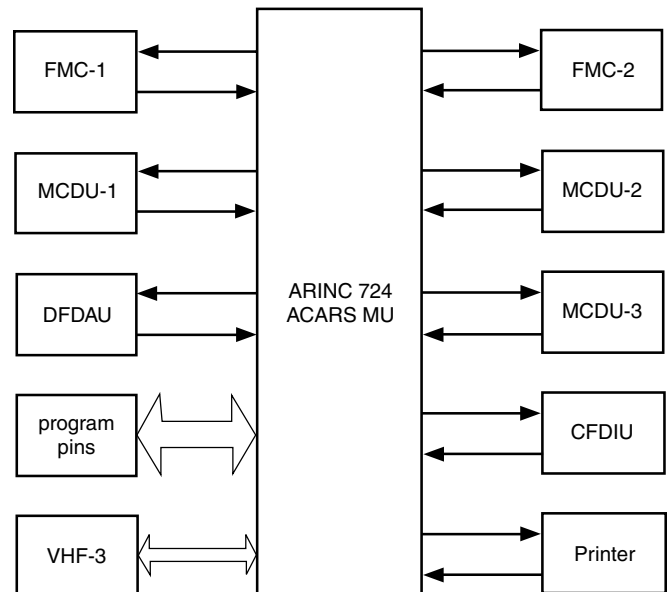 FMC-1
MCDU-1
DFDAU
program
pins
VHF-3
ARINC 724
ACARS MU
FMC-2
MCDU-2
MCDU-3
CFDIU
Printer